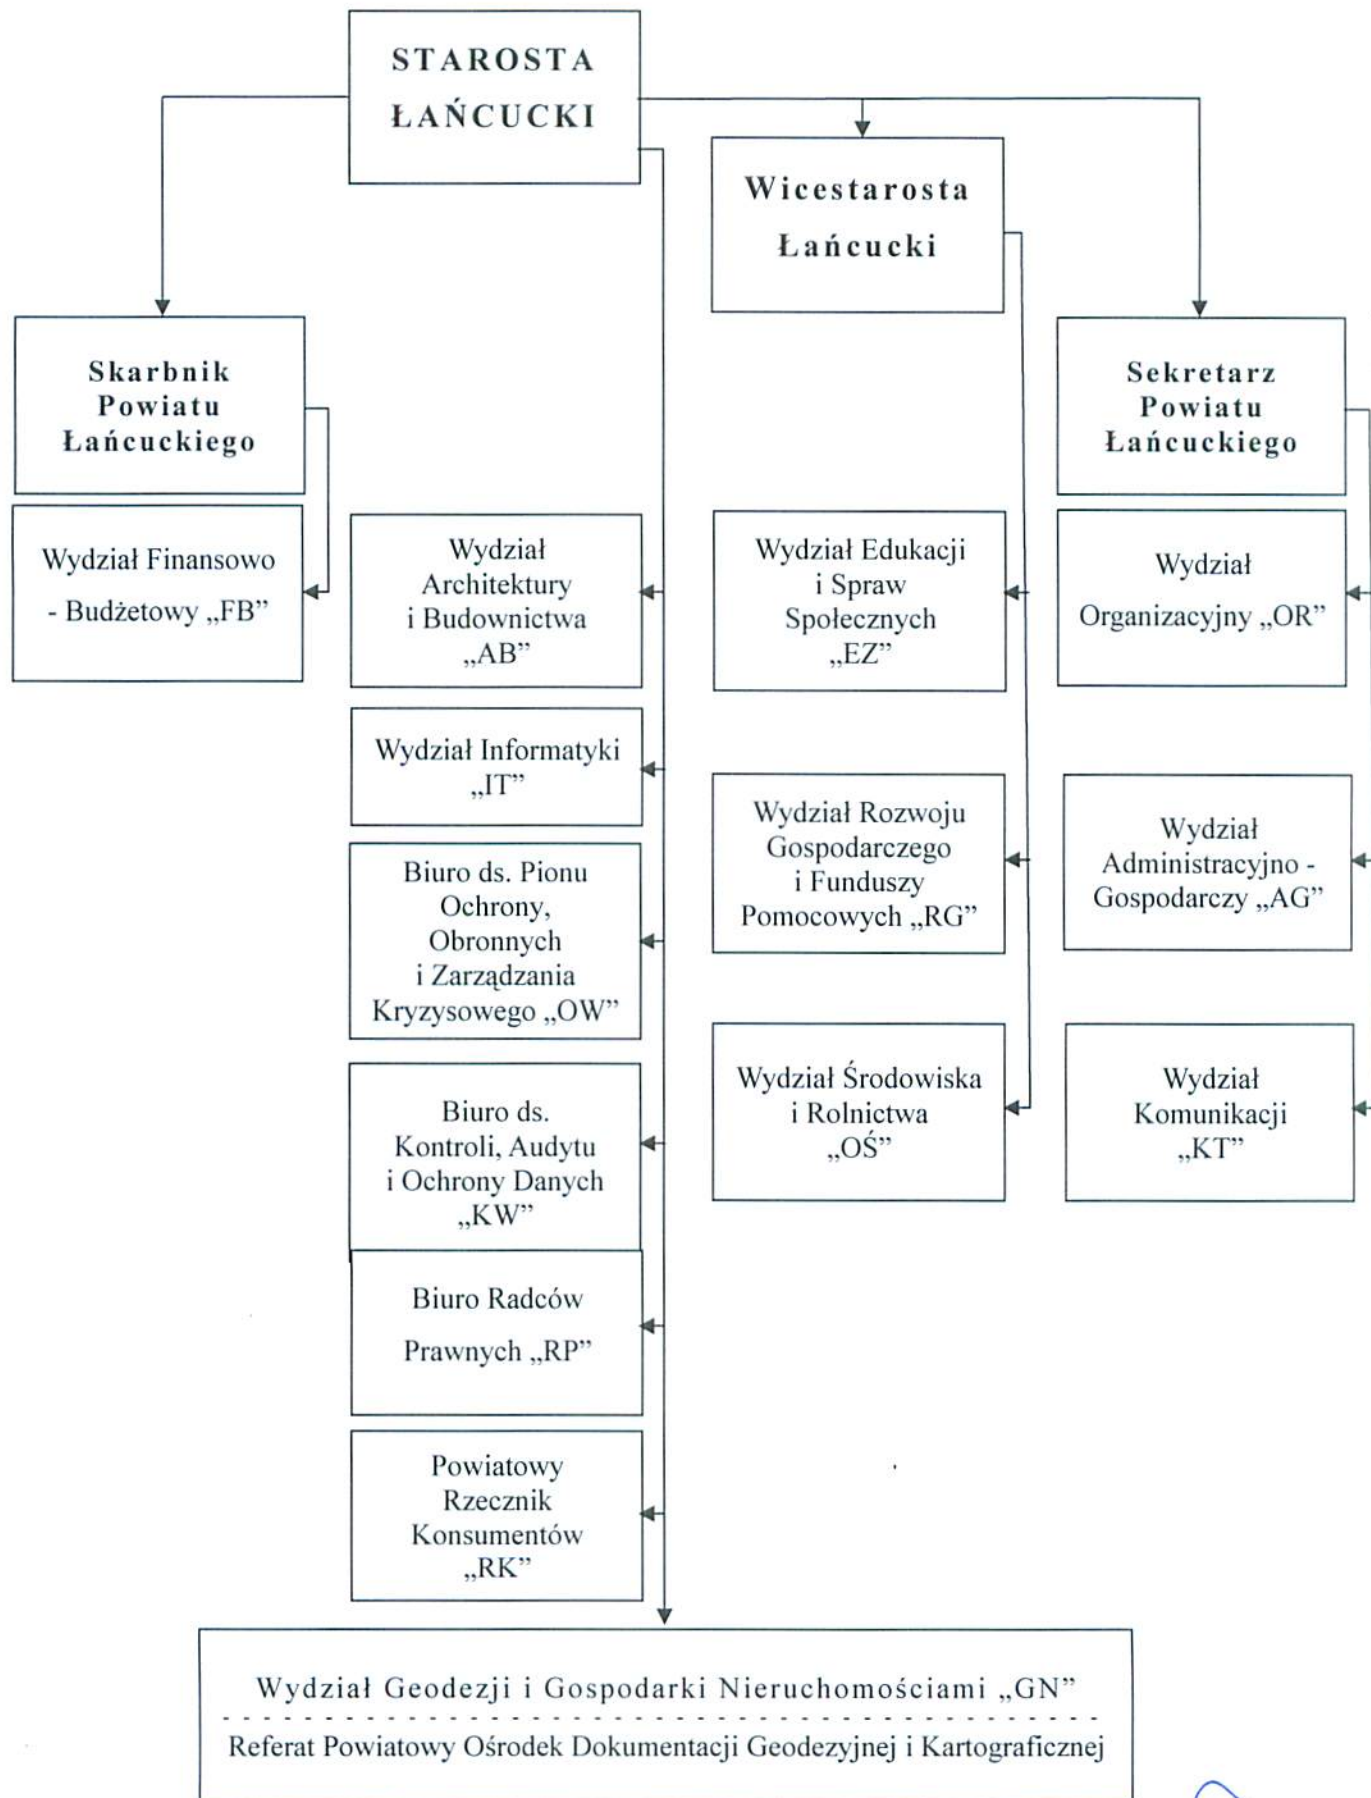 STAROSTA
ŁAŃCUCKI
Wicestarosta
Łańcucki
Skarbnik
Powiatu
Łańcuckiego
Sekretarz
Powiatu
Łańcuckiego
Wydział Finansowo
- Budżetowy „FB”
Wydział
Architektury
i Budownictwa
„AB”
Wydział Informatyki
„IT”
Biuro ds. Pionu
Ochrony,
Obronnych
i Zarządzania
Kryzysowego „OW”
Biuro ds.
Kontroli, Audytu
i Ochrony Danych
„KW”
Biuro Radców
Prawnych „RP”
Powiatowy
Rzecznik
Konsumentów
„RK”
Wydział Edukacji
i Spraw
Społecznych
„EZ”
Wydział Rozwoju
Gospodarczego
i Funduszy
Pomocowych „RG”
Wydział Środowiska
i Rolnictwa
„OŚ”
Wydział
Organizacyjny „OR”
Wydział
Administracyjno -
Gospodarczy „AG”
Wydział
Komunikacji
„KT”
Wydział Geodezji i Gospodarki Nieruchomościami „GN”
Referat Powiatowy Ośrodek Dokumentacji Geodezyjnej i Kartograficznej